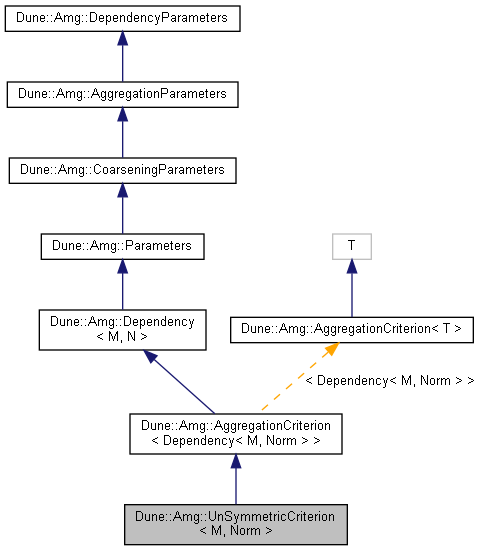 Dune::Amg::DependencyParameters
Dune::Amg::AggregationParameters
Dune::Amg::CoarseningParameters
Dune::Amg::Parameters
T
Dune::Amg::Dependency
< M, N >
Dune::Amg::AggregationCriterion< T >
< Dependency< M, Norm > >
Dune::Amg::AggregationCriterion
< Dependency< M, Norm > >
Dune::Amg::UnSymmetricCriterion
< M, Norm >